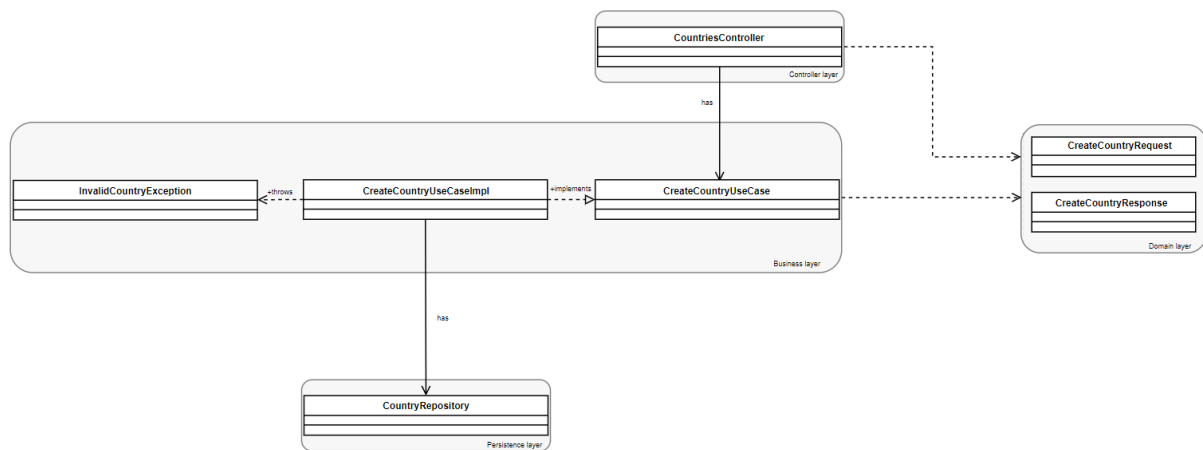 CountriesController
Controller layer
has
CreateCountryRequest
InvalidCountryException
+throws
CreateCountryUseCaseImpl
+implements
CreateCountryUseCase
CreateCountryResponse
Domain layer
Business layer
has
CountryRepository
Persistence layer